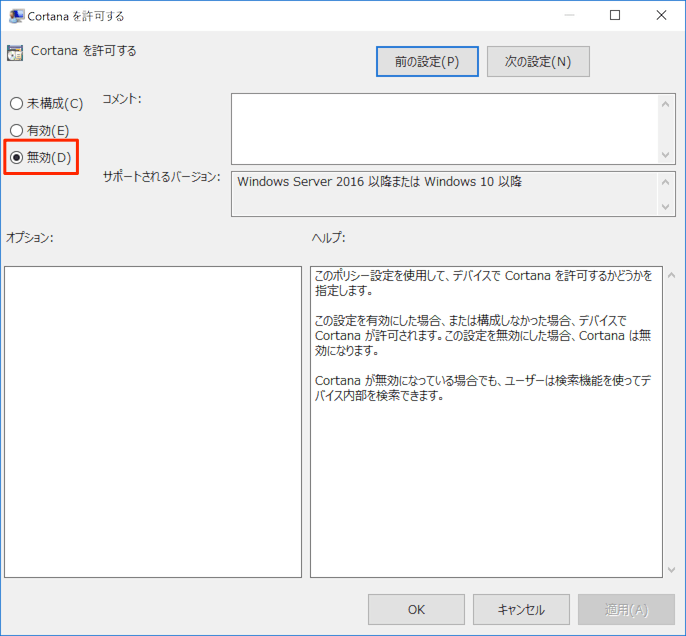 Cortana を許可する
Cortana を許可する
前の設定(P)
次の設定(N)
未構成(C)
コメント:
有効(E)
無効(D)
サポートされるバージョン:
Windows Server 2016 以降または Windows 10 以降
オプション:
ヘルプ:
このポリシー設定を使用して、デバイスで Cortana を許可するかどうかを
指定します。
この設定を有効にした場合、または構成しなかった場合、デバイスで
Cortana が許可されます。この設定を無効にした場合、Cortana は無
効になります。
Cortana が無効になっている場合でも、ユーザーは検索機能を使ってデ
バイス内部を検索できます。
OK
キャンセル
適用(A)